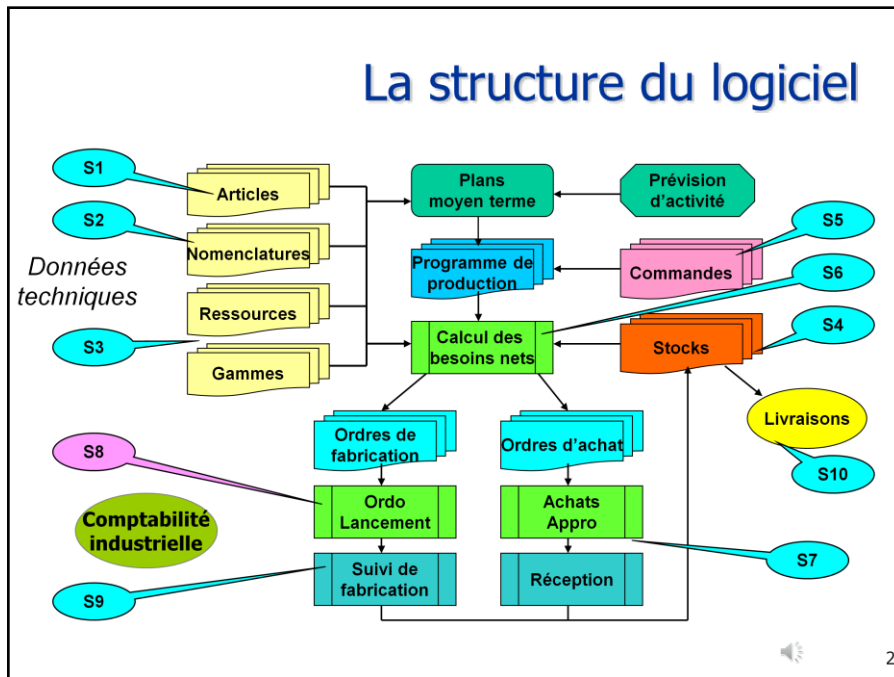 La structure du logiciel
S1
Articles
Plans
moyen terme
Prévision
d'activité
S2
Nomenclatures
Programme de
production
Commandes
S5
Données
techniques
S6
Ressources
Calcul des
besoins nets
Stocks
S4
S3
Gammes
Livraisons
Ordres de
fabrication
Ordres d'achat
S8
S10
Comptabilité
industrielle
Ordo
Lancement
Achats
Appro
S7
Suivi de
fabrication
Réception
S9
2